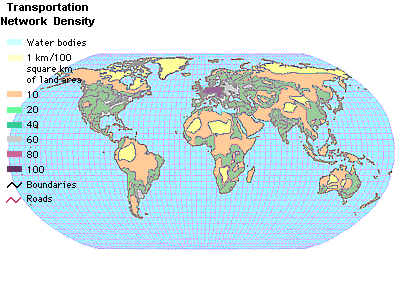 Transportation
Network Density
Water bodies
1 km/100
square km
of land area
10
20
40
60
80
100
Boundaries
Roads